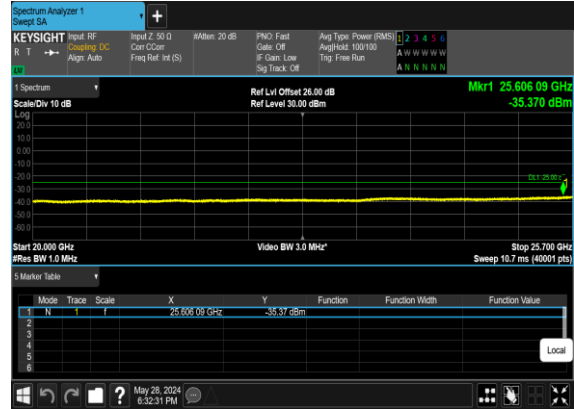 Spectrum Analyzer 1
Swept SA
+
KEYSIGHT
R T
LNI
Input: RF
Coupling: DC
Align: Auto
Input Z: 50 Ω
Corr CCorr
Freq Ref: Int (S)
#Atten: 20 dB
PNO: Fast
Gate: Off
IF Gain: Low
Sig Track: Off
Avg Type: Power (RMS)
Avg|Hold: 100/100
Trig: Free Run
1 2 3 4 5 6
A W W W W W
A N N N N N
1 Spectrum
Scale/Div 10 dB
Ref Lvl Offset 26.00 dB
Ref Level 30.00 dBm
Mkr1 25.606 09 GHz
-35.370 dBm
Log
20.0
10.0
0.00
-10.0
-20.0
-30.0
-40.0
-50.0
-60.0
1
Start 20.000 GHz
#Res BW 1.0 MHz
Video BW 3.0 MHz*
Stop 25.700 GHz
Sweep 10.7 ms (40001 pts)
5 Marker Table
Mode Trace Scale X Y Function Function Width Function Value
1 N 1 f 25.606 09 GHz -35.37 dBm
2
3
4
5
6
Local
?
May 28, 2024
6:32:31 PM